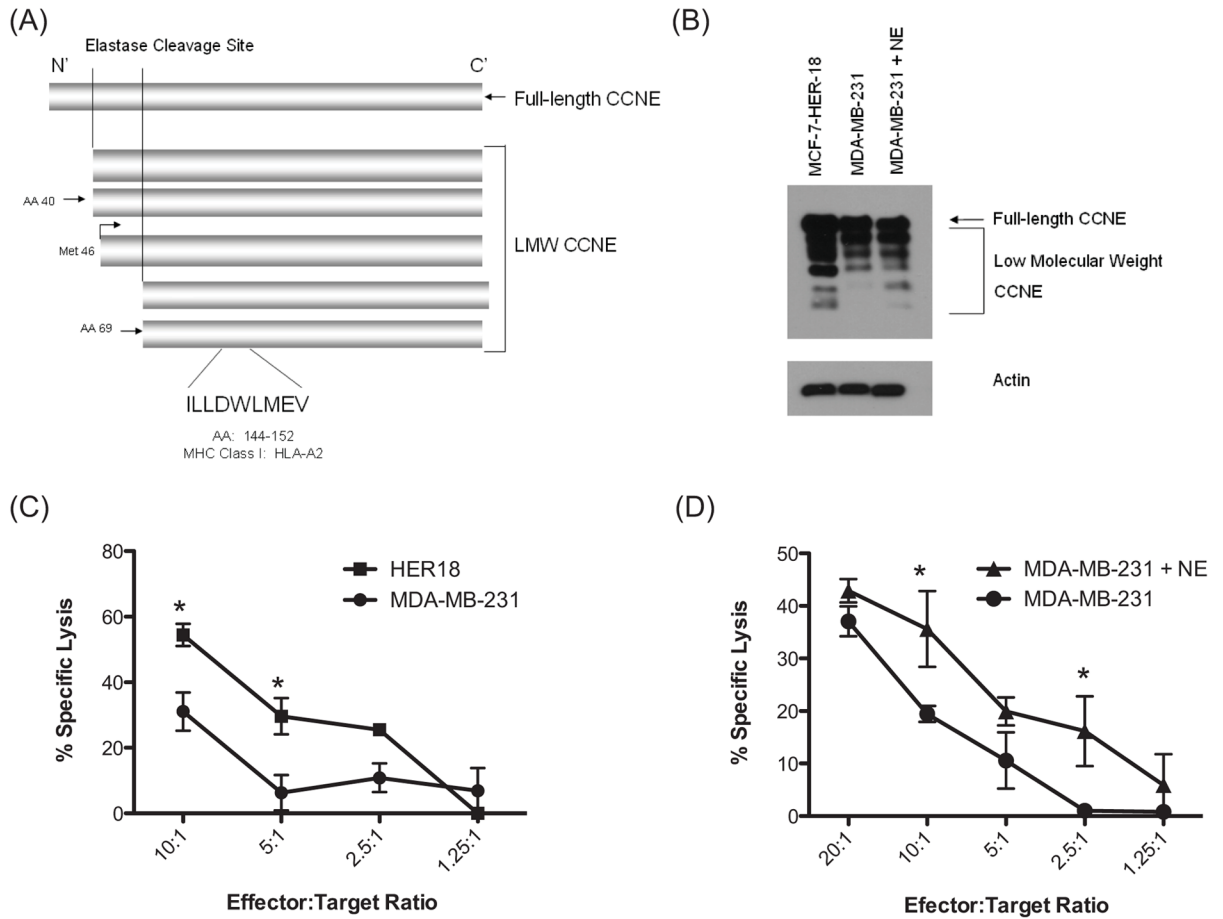 (A)
Elastase Cleavage Site
N'
C'
Full-length CCNE
AA 40
Met 46
LMW CCNE
AA 69
ILLDWLMEV
AA: 144-152
MHC Class I: HLA-A2
(B)
MCF-7-HER-18
MDA-MB-231
MDA-MB-231 + NE
Full-length CCNE
Low Molecular Weight
CCNE
Actin
(C)
% Specific Lysis
80
60
40
20
0
*
*
HER18
MDA-MB-231
10:1
5:1
2.5:1
1.25:1
Effector:Target Ratio
(D)
% Specific Lysis
50
40
30
20
10
0
*
*
MDA-MB-231 + NE
MDA-MB-231
20:1
10:1
5:1
2.5:1
1.25:1
Efector:Target Ratio